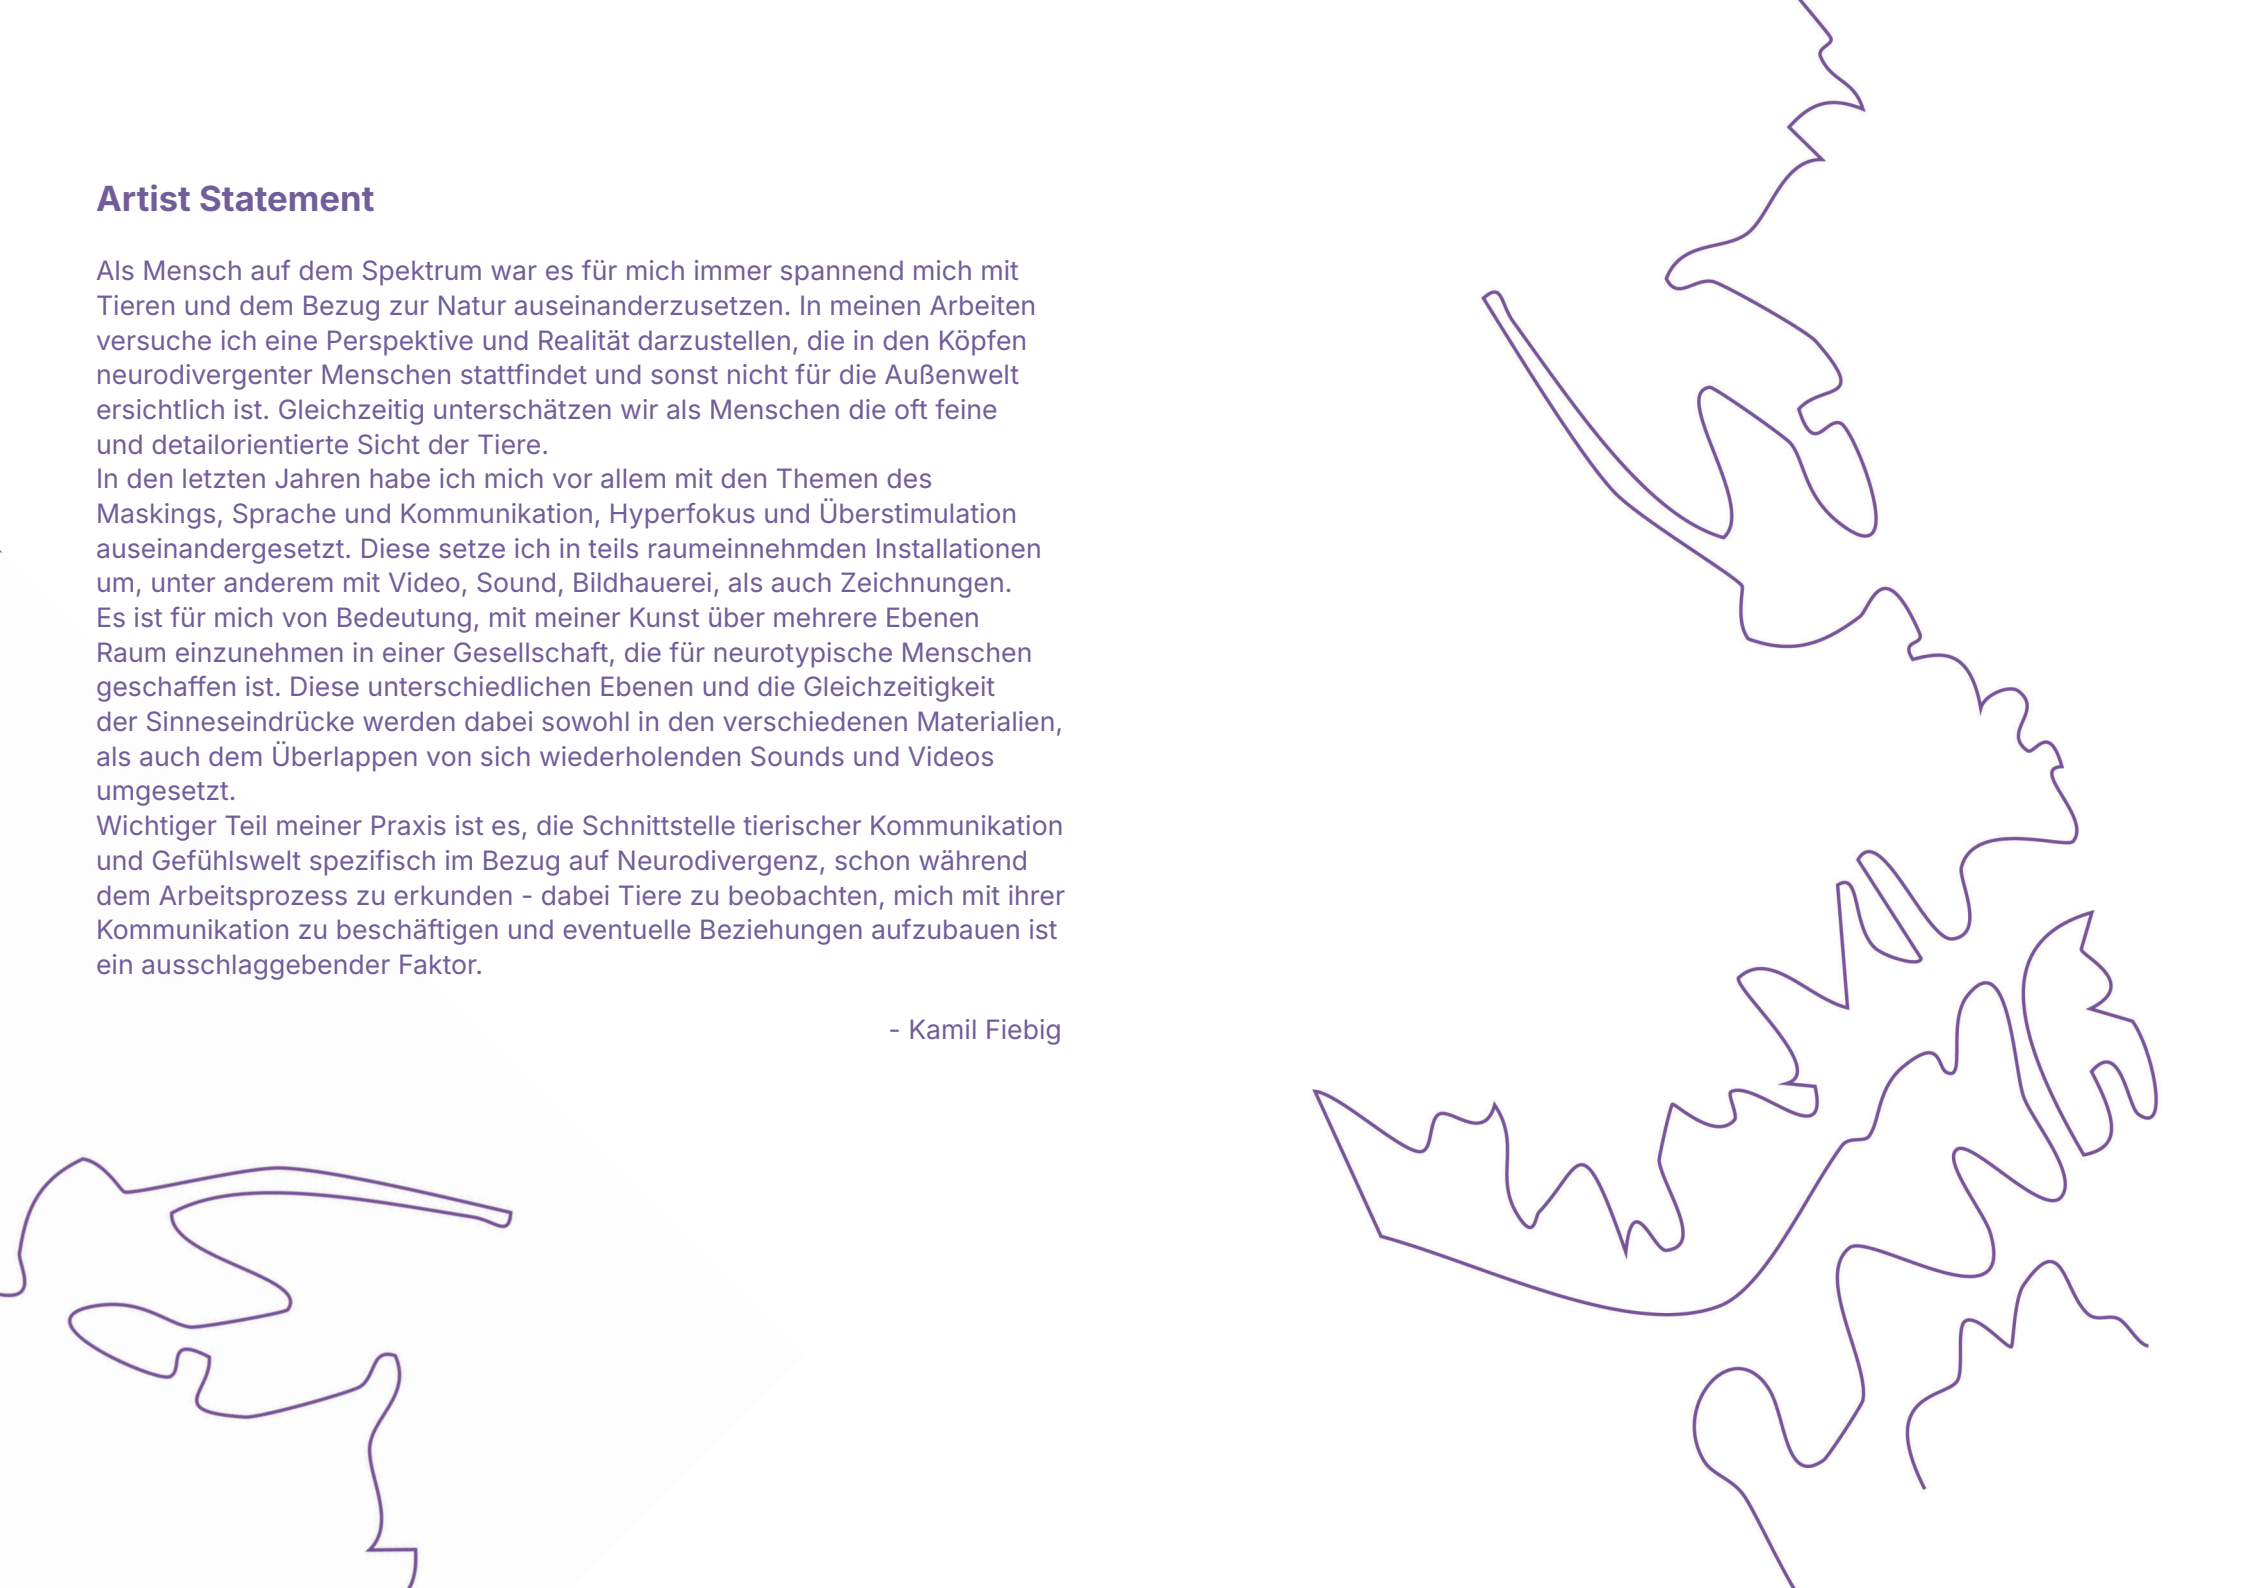 Artist Statement
Als Mensch auf dem Spektrum war es für mich immer spannend mich mit
Tieren und dem Bezug zur Natur auseinanderzusetzen. In meinen Arbeiten
versuche ich eine Perspektive und Realität darzustellen, die in den Köpfen
neurodivergenter Menschen stattfindet und sonst nicht für die Außenwelt
ersichtlich ist. Gleichzeitig unterschätzen wir als Menschen die oft feine
und detailorientierte Sicht der Tiere.
In den letzten Jahren habe ich mich vor allem mit den Themen des
Maskings, Sprache und Kommunikation, Hyperfokus und Überstimulation
auseinandergesetzt. Diese setze ich in teils raumeinnehmden Installationen
um, unter anderem mit Video, Sound, Bildhauerei, als auch Zeichnungen.
Es ist für mich von Bedeutung, mit meiner Kunst über mehrere Ebenen
Raum einzunehmen in einer Gesellschaft, die für neurotypische Menschen
geschaffen ist. Diese unterschiedlichen Ebenen und die Gleichzeitigkeit
der Sinneseindrücke werden dabei sowohl in den verschiedenen Materialien,
als auch dem Überlappen von sich wiederholenden Sounds und Videos
umgesetzt.
Wichtiger Teil meiner Praxis ist es, die Schnittstelle tierischer Kommunikation
und Gefühlswelt spezifisch im Bezug auf Neurodivergenz, schon während
dem Arbeitsprozess zu erkunden - dabei Tiere zu beobachten, mich mit ihrer
Kommunikation zu beschäftigen und eventuelle Beziehungen aufzubauen ist
ein ausschlaggebender Faktor.
- Kamil Fiebig